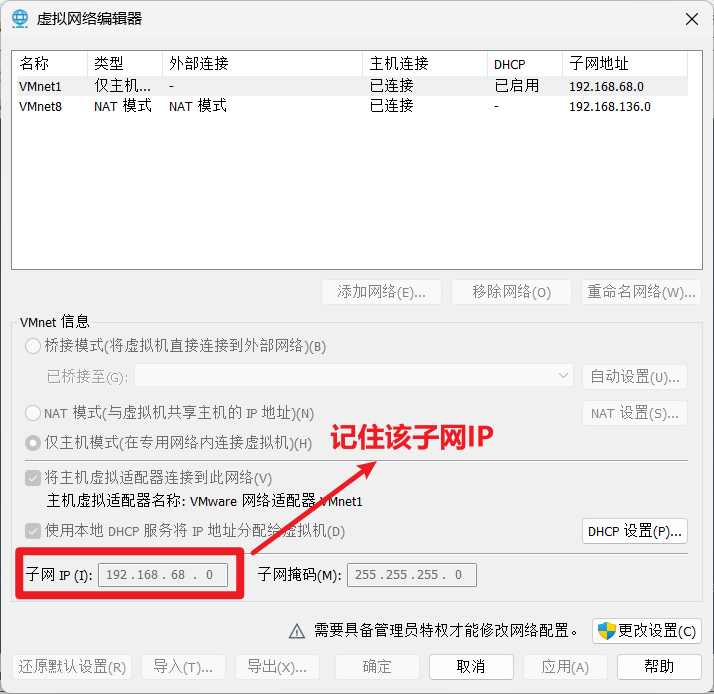 虚拟网络编辑器
名称 类型 外部连接 主机连接 DHCP 子网地址
VMnet1 仅主机... - 已连接 已启用 192.168.68.0
VMnet8 NAT 模式 NAT 模式 已连接 - 192.168.136.0
添加网络(E)... 移除网络(O) 重命名网络(W)...
VMnet 信息
桥接模式(将虚拟机直接连接到外部网络)(B)
已桥接至(G): 自动设置(U)...
NAT 模式(与虚拟机共享主机的 IP 地址)(N) NAT 设置(S)...
仅主机模式(在专用网络内连接虚拟机)(H)
记住该子网IP
将主机虚拟适配器连接到此网络(V)
主机虚拟适配器名称: VMware 网络适配器 VMnet1
使用本地 DHCP 服务将 IP 地址分配给虚拟机(D) DHCP 设置(P)...
子网 IP (I): 192 . 168 . 68 . 0 子网掩码(M): 255 . 255 . 255 . 0
需要具备管理员特权才能修改网络配置。 更改设置(C)
还原默认设置(R) 导入(T)... 导出(X)... 确定 取消 应用(A) 帮助